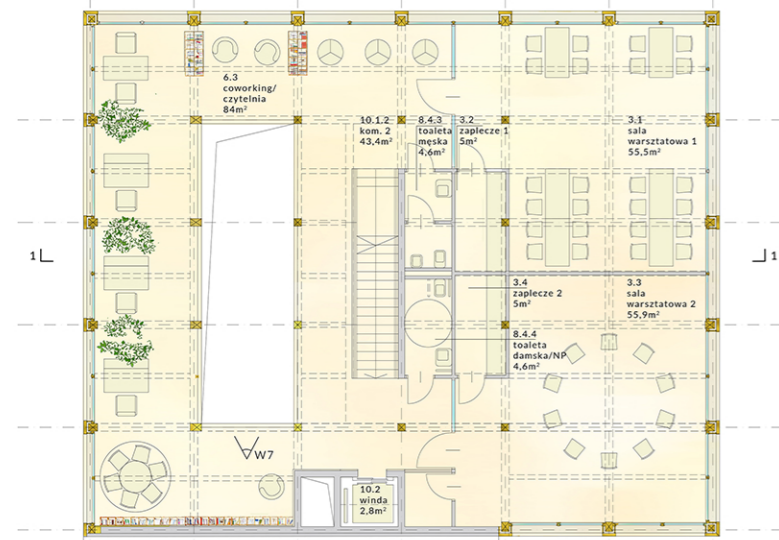 6.3
coworking/
czytelnia
84m²
10.1.2
kom. 2
43,4m²
8.4.3
toaleta
męska
4,6m²
3.2
zaplecze 1
5m²
3.1
sala
warsztatowa 1
55,5m²
1
1
3.4
zaplecze 2
5m²
3.3
sala
warsztatowa 2
55,9m²
8.4.4
toaleta
damska/NP
4,6m²
W7
10.2
winda
2,8m²